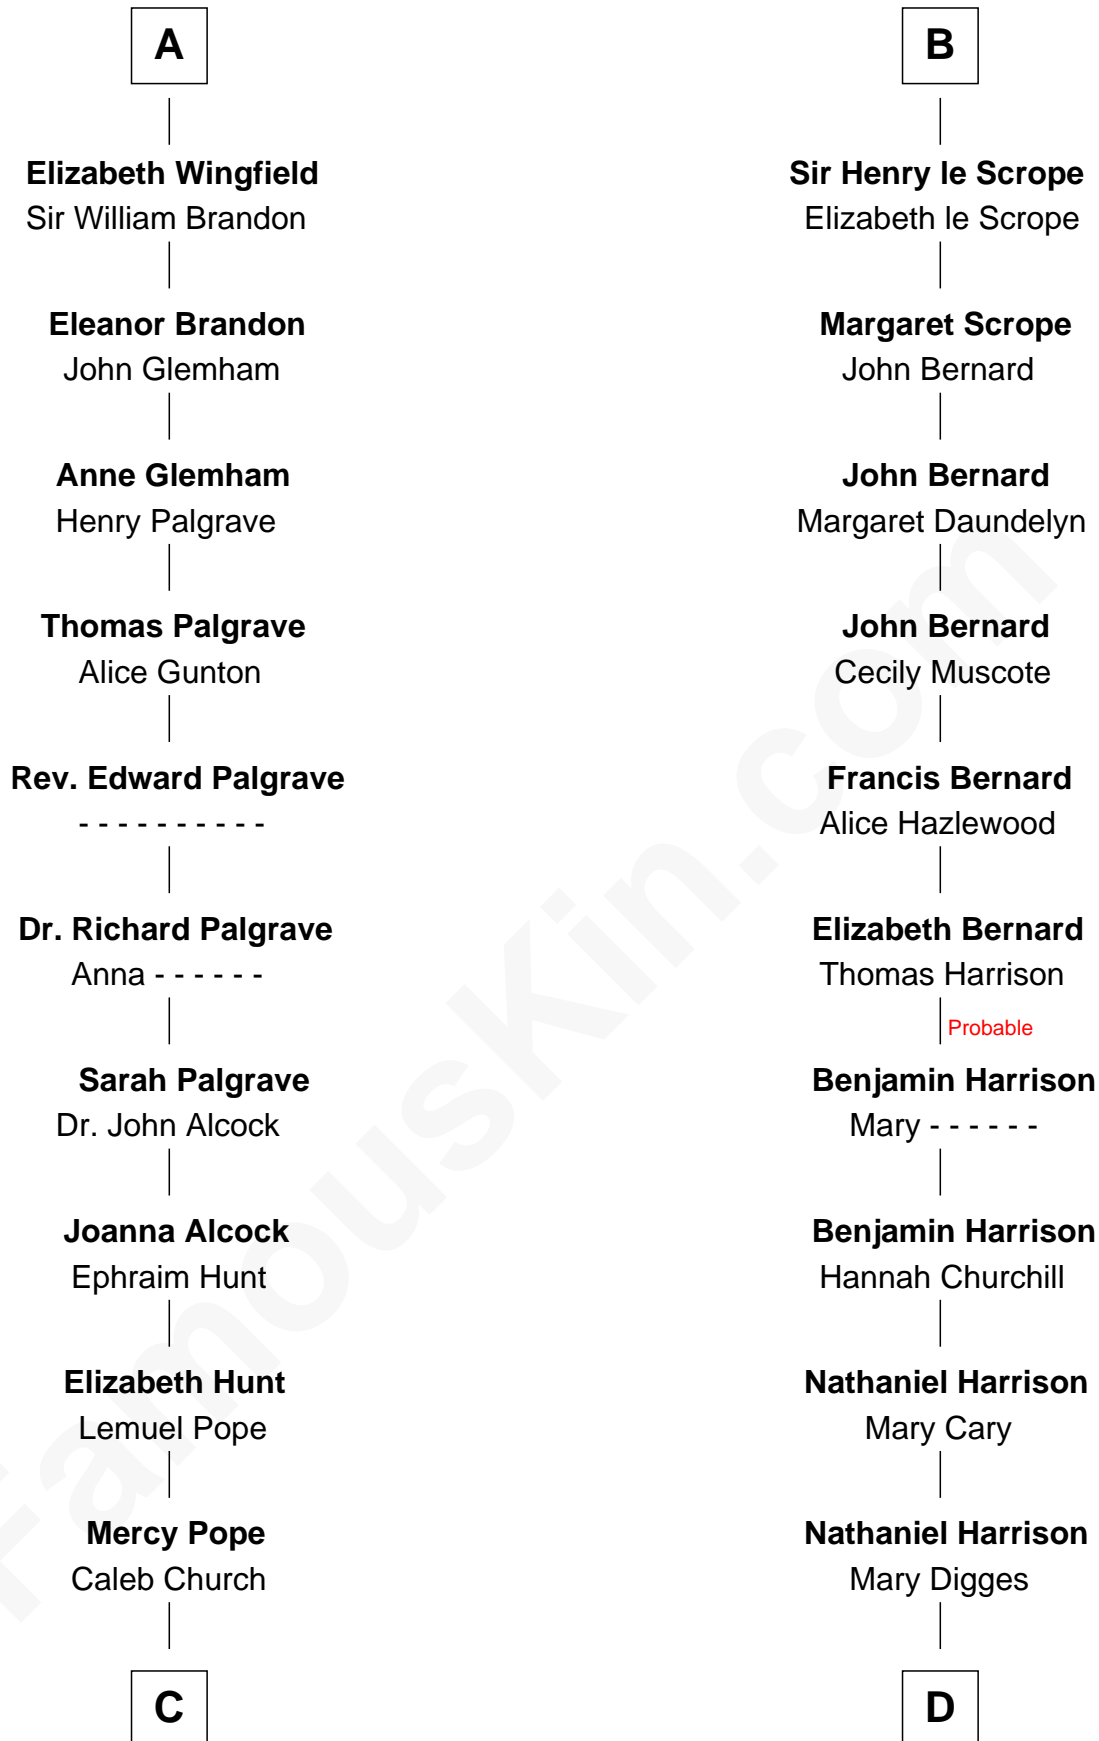 A
Elizabeth Wingfield
Sir William Brandon
Eleanor Brandon
John Glemham
Anne Glemham
Henry Palgrave
Thomas Palgrave
Alice Gunton
Rev. Edward Palgrave
- - - - - - - - - -
Dr. Richard Palgrave
Anna - - - - - -
Sarah Palgrave
Dr. John Alcock
Joanna Alcock
Ephraim Hunt
Elizabeth Hunt
Lemuel Pope
Mercy Pope
Caleb Church
C
B
Sir Henry le Scrope
Elizabeth le Scrope
Margaret Scrope
John Bernard
John Bernard
Margaret Daundelyn
John Bernard
Cecily Muscote
Francis Bernard
Alice Hazlewood
Elizabeth Bernard
Thomas Harrison
Probable
Benjamin Harrison
Mary - - - - - -
Benjamin Harrison
Hannah Churchill
Nathaniel Harrison
Mary Cary
Nathaniel Harrison
Mary Digges
D
FamousKin.com